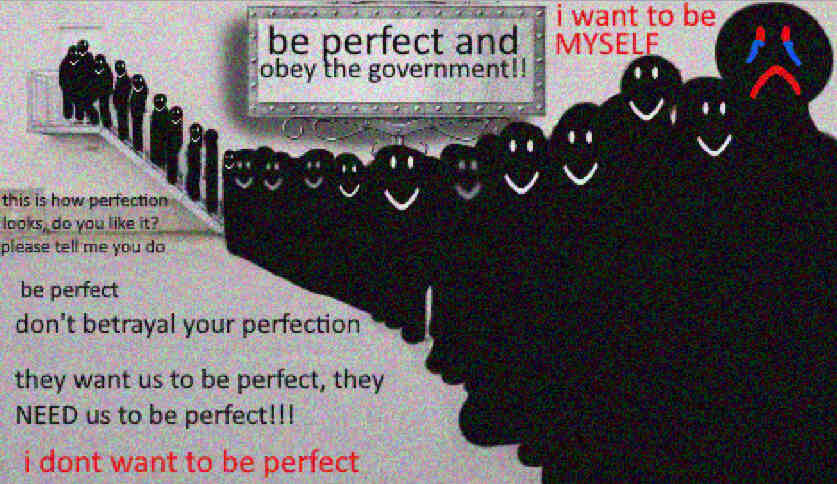 be perfect and
obey the government!!
i want to be
MYSELF
this is how perfection
looks, do you like it?
please tell me you do
be perfect
don't betrayal your perfection
they want us to be perfect, they
NEED us to be perfect!!!
i dont want to be perfect